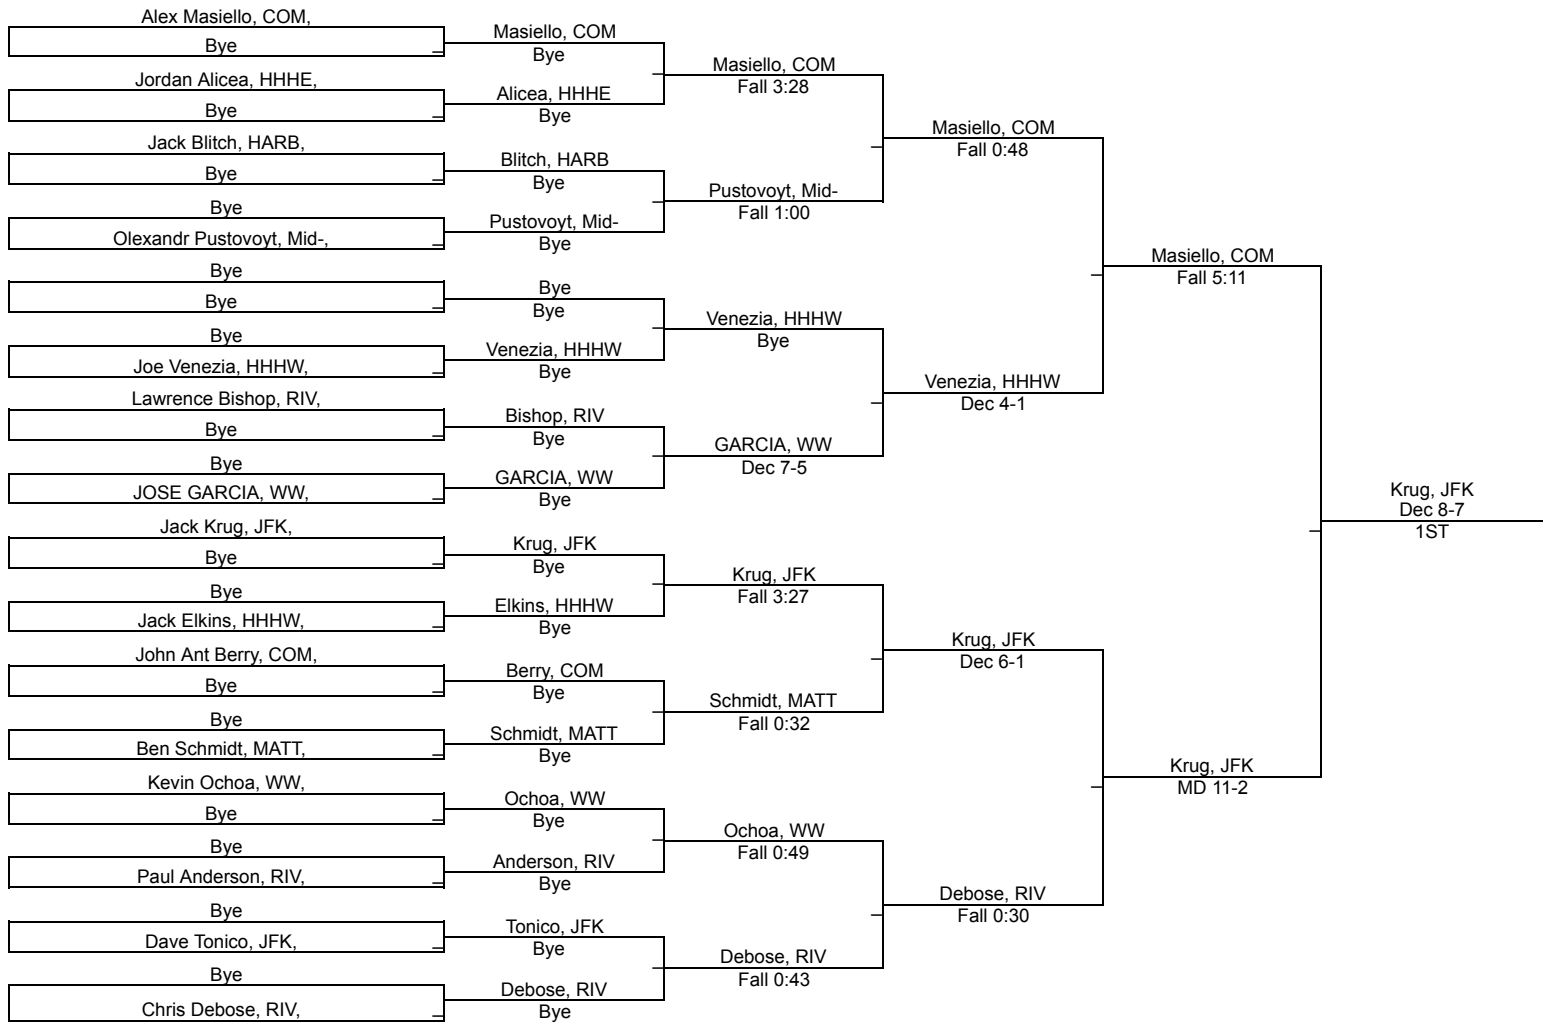 Alex Masiello, COM,
Bye
Jordan Alicea, HHHE,
Bye
Jack Blitch, HARB,
Bye
Bye
Olexandr Pustovoyt, Mid-,
Bye
Bye
Bye
Joe Venezia, HHHW,
Lawrence Bishop, RIV,
Bye
Bye
JOSE GARCIA, WW,
Jack Krug, JFK,
Bye
Bye
Jack Elkins, HHHW,
John Ant Berry, COM,
Bye
Bye
Ben Schmidt, MATT,
Kevin Ochoa, WW,
Bye
Bye
Paul Anderson, RIV,
Bye
Dave Tonico, JFK,
Bye
Chris Debose, RIV,
Masiello, COM
Bye
Alicea, HHHE
Bye
Blitch, HARB
Bye
Pustovoyt, Mid-
Bye
Bye
Bye
Venezia, HHHW
Bye
Bishop, RIV
Bye
GARCIA, WW
Bye
Krug, JFK
Bye
Elkins, HHHW
Bye
Berry, COM
Bye
Schmidt, MATT
Bye
Ochoa, WW
Bye
Anderson, RIV
Bye
Tonico, JFK
Bye
Debose, RIV
Bye
Masiello, COM
Fall 3:28
Pustovoyt, Mid-
Fall 1:00
Venezia, HHHW
Bye
GARCIA, WW
Dec 7-5
Krug, JFK
Fall 3:27
Schmidt, MATT
Fall 0:32
Ochoa, WW
Fall 0:49
Debose, RIV
Fall 0:43
Masiello, COM
Fall 0:48
Venezia, HHHW
Dec 4-1
Krug, JFK
Dec 6-1
Debose, RIV
Fall 0:30
Masiello, COM
Fall 5:11
Krug, JFK
MD 11-2
Krug, JFK
Dec 8-7
1ST